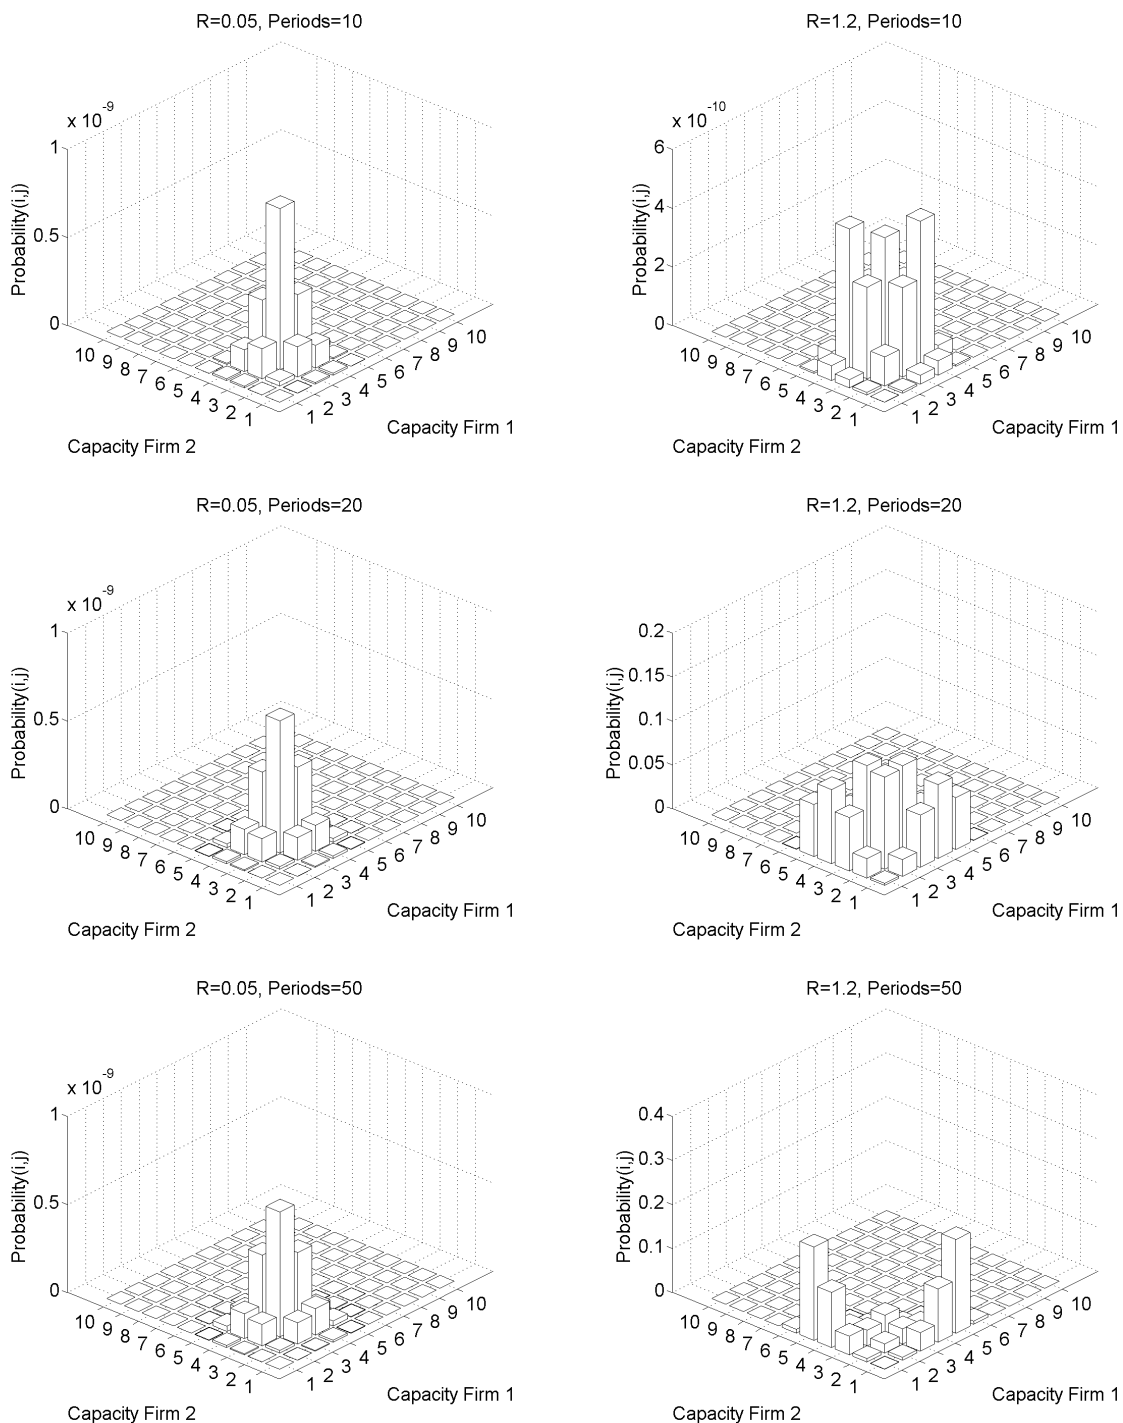 R=0.05, Periods=10
x 10^-9
1
0.5
0
Probability(i,j)
10 9 8 7 6 5 4 3 2 1
1 2 3 4 5 6 7 8 9 10
Capacity Firm 2
Capacity Firm 1
R=1.2, Periods=10
x 10^-10
6
4
2
0
Probability(i,j)
10 9 8 7 6 5 4 3 2 1
1 2 3 4 5 6 7 8 9 10
Capacity Firm 2
Capacity Firm 1
R=0.05, Periods=20
x 10^-9
1
0.5
0
Probability(i,j)
10 9 8 7 6 5 4 3 2 1
1 2 3 4 5 6 7 8 9 10
Capacity Firm 2
Capacity Firm 1
R=1.2, Periods=20
0.2
0.15
0.1
0.05
0
Probability(i,j)
10 9 8 7 6 5 4 3 2 1
1 2 3 4 5 6 7 8 9 10
Capacity Firm 2
Capacity Firm 1
R=0.05, Periods=50
x 10^-9
1
0.5
0
Probability(i,j)
10 9 8 7 6 5 4 3 2 1
1 2 3 4 5 6 7 8 9 10
Capacity Firm 2
Capacity Firm 1
R=1.2, Periods=50
0.4
0.3
0.2
0.1
0
Probability(i,j)
10 9 8 7 6 5 4 3 2 1
1 2 3 4 5 6 7 8 9 10
Capacity Firm 2
Capacity Firm 1